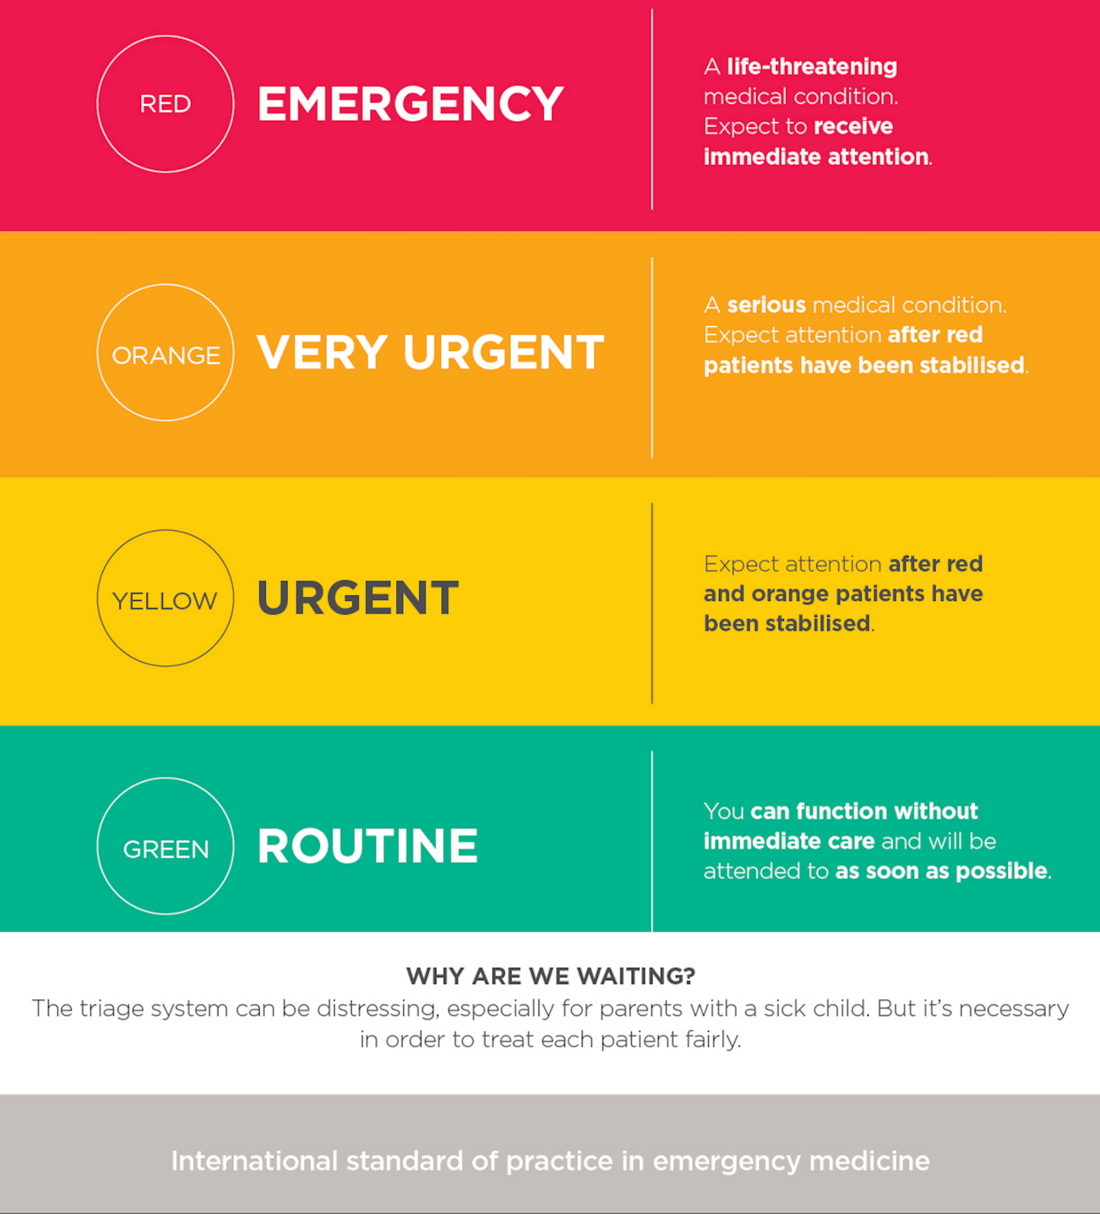 RED
EMERGENCY
A life-threatening
medical condition.
Expect to receive
immediate attention.
ORANGE
VERY URGENT
A serious medical condition.
Expect attention after red
patients have been stabilised.
YELLOW
URGENT
Expect attention after red
and orange patients have
been stabilised.
GREEN
ROUTINE
You can function without
immediate care and will be
attended to as soon as possible.
WHY ARE WE WAITING?
The triage system can be distressing, especially for parents with a sick child. But it’s necessary
in order to treat each patient fairly.
International standard of practice in emergency medicine